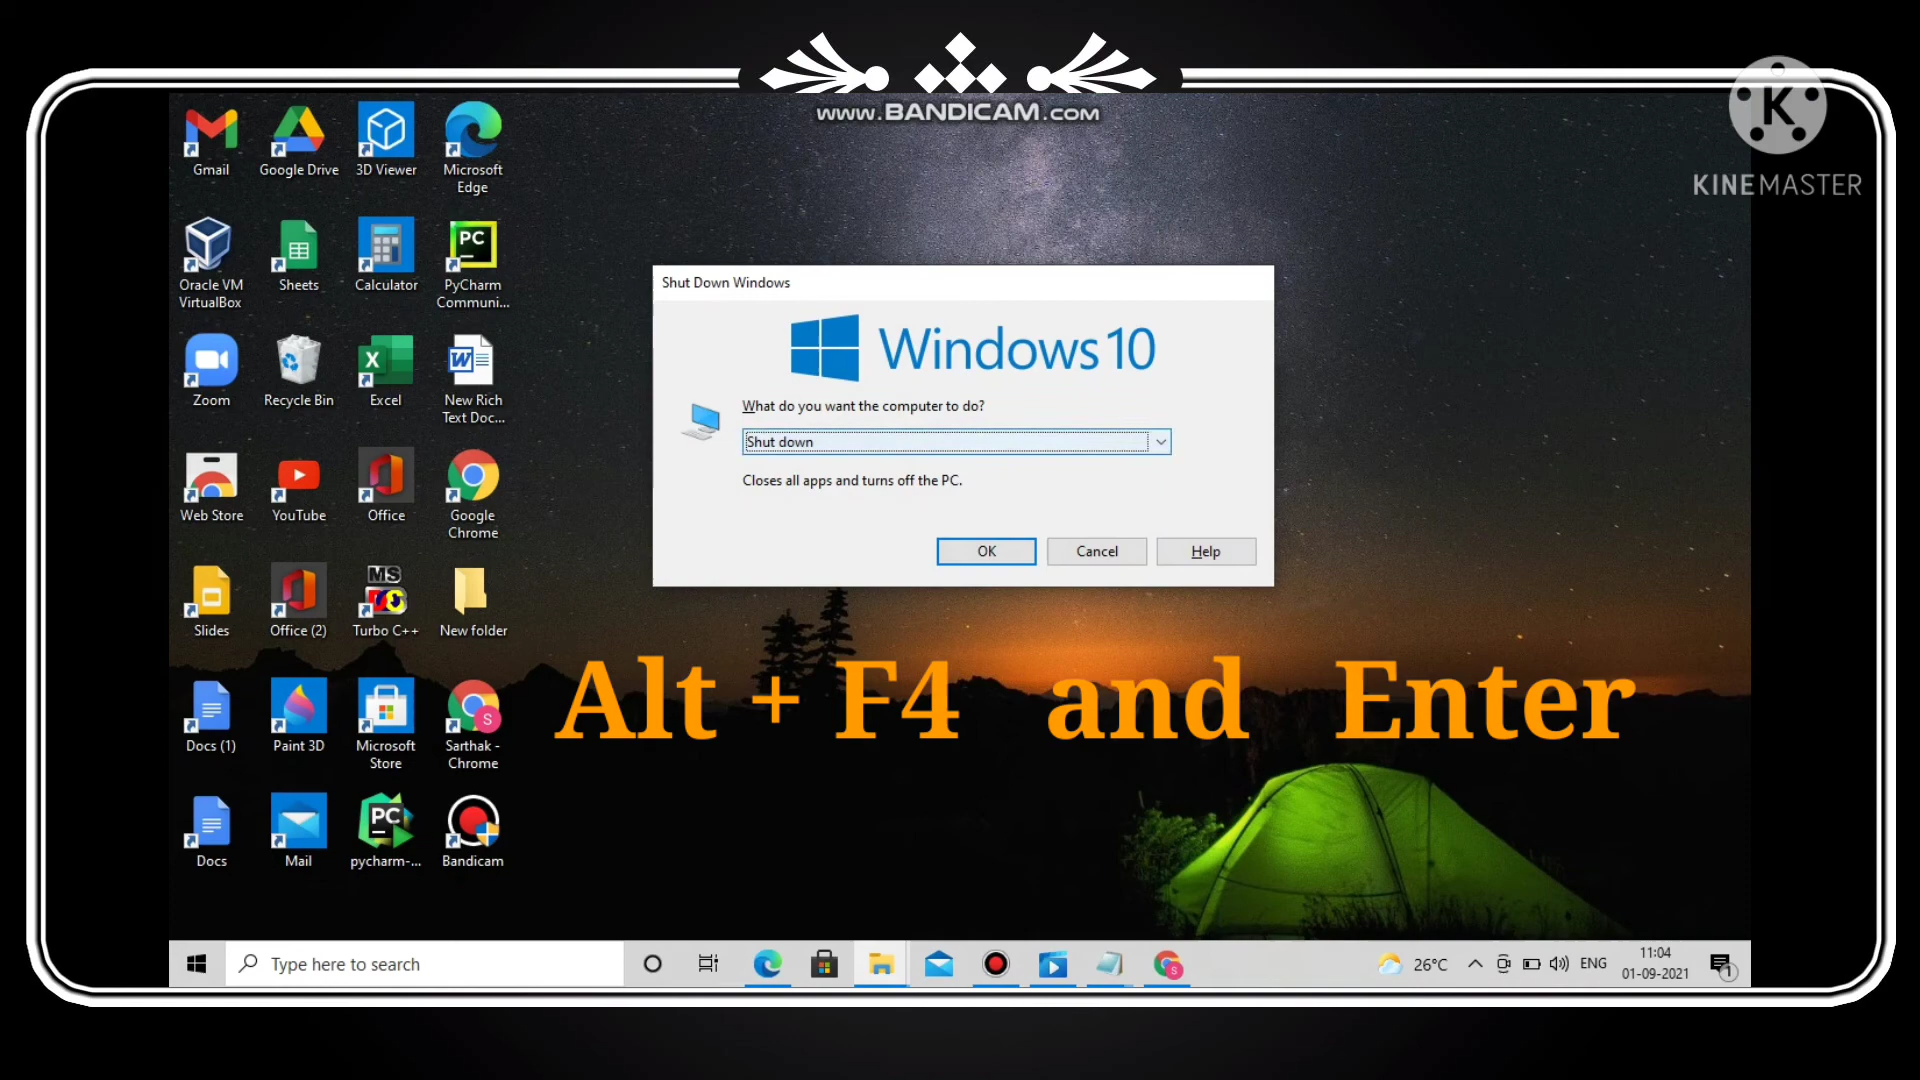 www.BANDICAM.com
K
KINEMASTER
Gmail
Google Drive
3D Viewer
Microsoft
Edge
Oracle VM
VirtualBox
Sheets
Calculator
PC
PyCharm
Communi...
Zoom
Recycle Bin
X
Excel
W
New Rich
Text Doc...
Web Store
YouTube
Office
Google
Chrome
Slides
Office (2)
MS
Turbo C++
New folder
Docs (1)
Paint 3D
Microsoft
Store
S
Sarthak -
Chrome
Docs
Mail
PC
pycharm-...
Bandicam
Shut Down Windows
Windows 10
What do you want the computer to do?
Shut down
Closes all apps and turns off the PC.
OK
Cancel
Help
Alt + F4 and Enter
Type here to search
S
26°C
ENG
11:04
01-09-2021
1